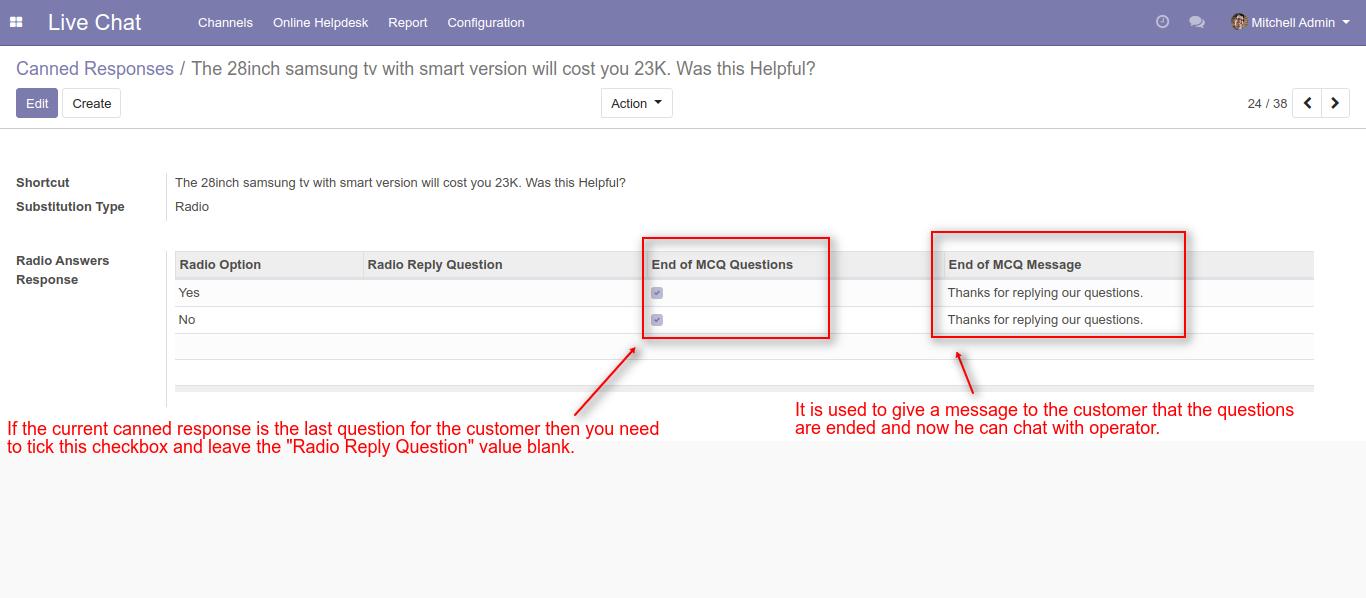 Live Chat Channels Online Helpdesk Report Configuration Mitchell Admin
Canned Responses / The 28inch samsung tv with smart version will cost you 23K. Was this Helpful?
Edit Create Action 24 / 38
Shortcut The 28inch samsung tv with smart version will cost you 23K. Was this Helpful?
Substitution Type Radio
Radio Answers
Response
Radio Option Radio Reply Question End of MCQ Questions End of MCQ Message
Yes Thanks for replying our questions.
No Thanks for replying our questions.
If the current canned response is the last question for the customer then you need
to tick this checkbox and leave the "Radio Reply Question" value blank.
It is used to give a message to the customer that the questions
are ended and now he can chat with operator.